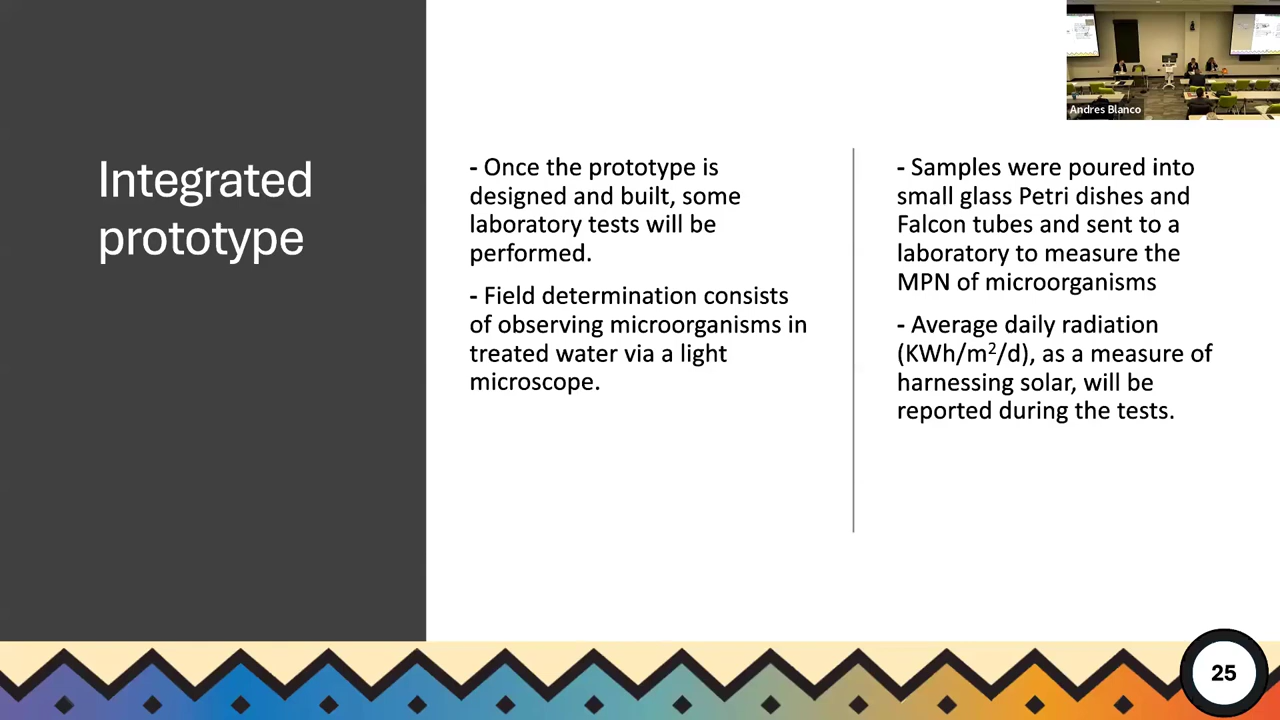 Integrated
prototype
- Once the prototype is
designed and built, some
laboratory tests will be
performed.
- Field determination consists
of observing microorganisms in
treated water via a light
microscope.
- Samples were poured into
small glass Petri dishes and
Falcon tubes and sent to a
laboratory to measure the
MPN of microorganisms
- Average daily radiation
(KWh/m²/d), as a measure of
harnessing solar, will be
reported during the tests.
Andres Blanco
25